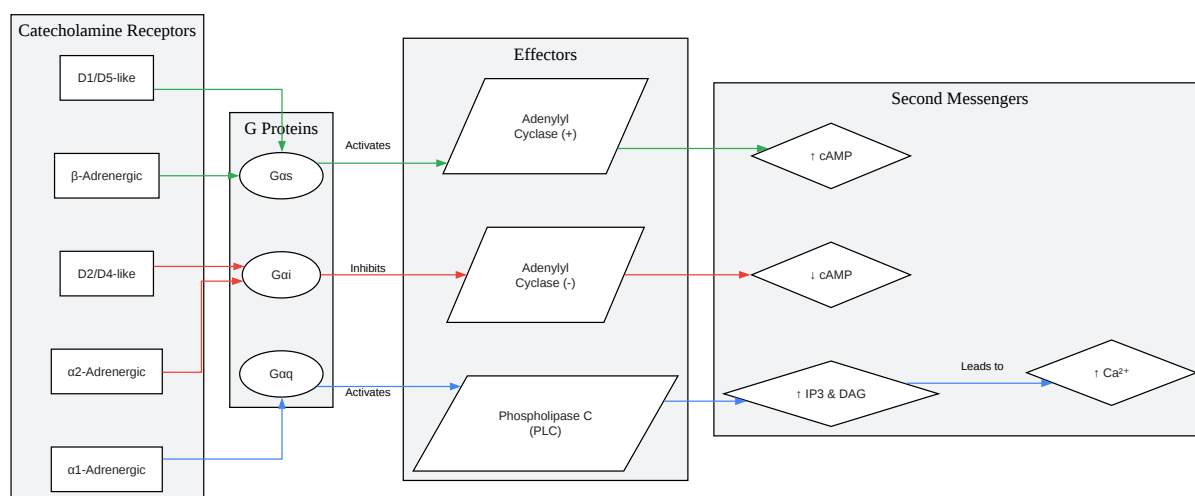 Catecholamine Receptors
D1/D5-like
β-Adrenergic
D2/D4-like
α2-Adrenergic
α1-Adrenergic
G Proteins
Gαs
Gαi
Gαq
Activates
Inhibits
Activates
Effectors
Adenylyl
Cyclase (+)
Adenylyl
Cyclase (-)
Phospholipase C
(PLC)
Second Messengers
↑ cAMP
↓ cAMP
↑ IP3 & DAG
Leads to
↑ Ca²⁺